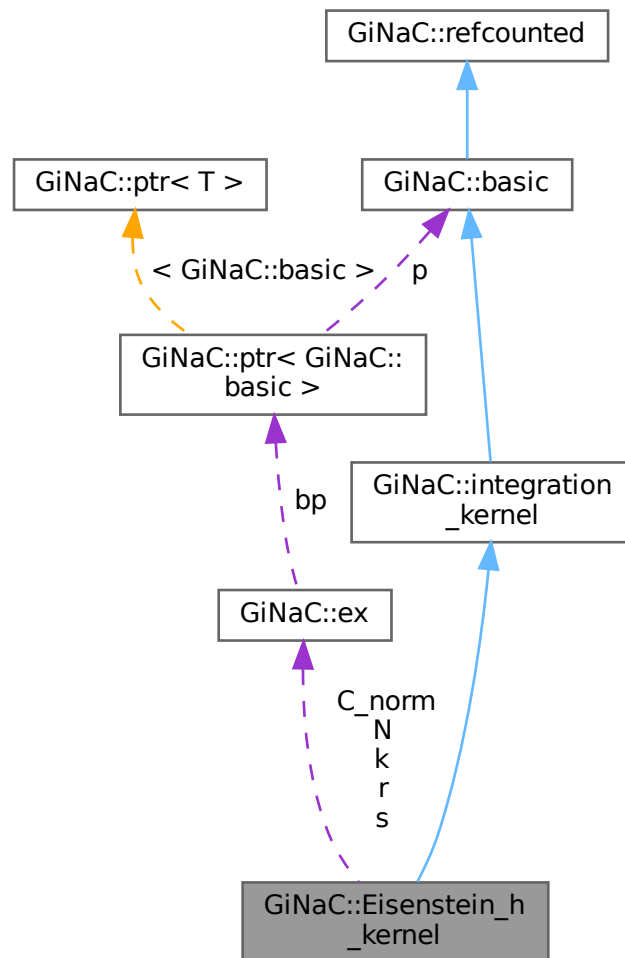 GiNaC::refcounted
GiNaC::ptr< T >
GiNaC::basic
< GiNaC::basic >
p
GiNaC::ptr< GiNaC::
basic >
bp
GiNaC::integration
_kernel
GiNaC::ex
C_norm
N
k
r
s
GiNaC::Eisenstein_h
_kernel